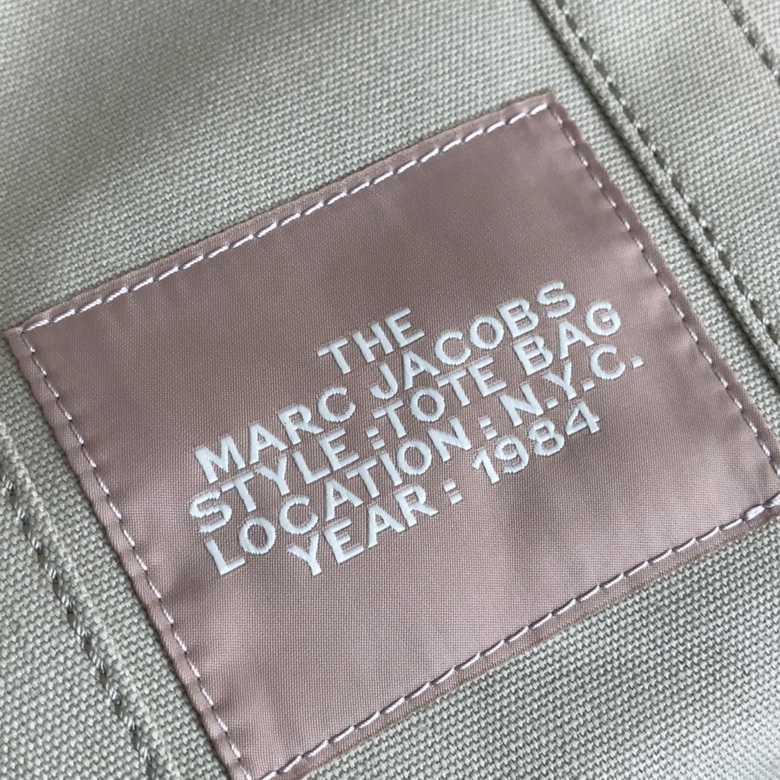 THE
MARC JACOBS
STYLE :TOTE BAG
LOCATION : N.Y.C.
YEAR : 1984